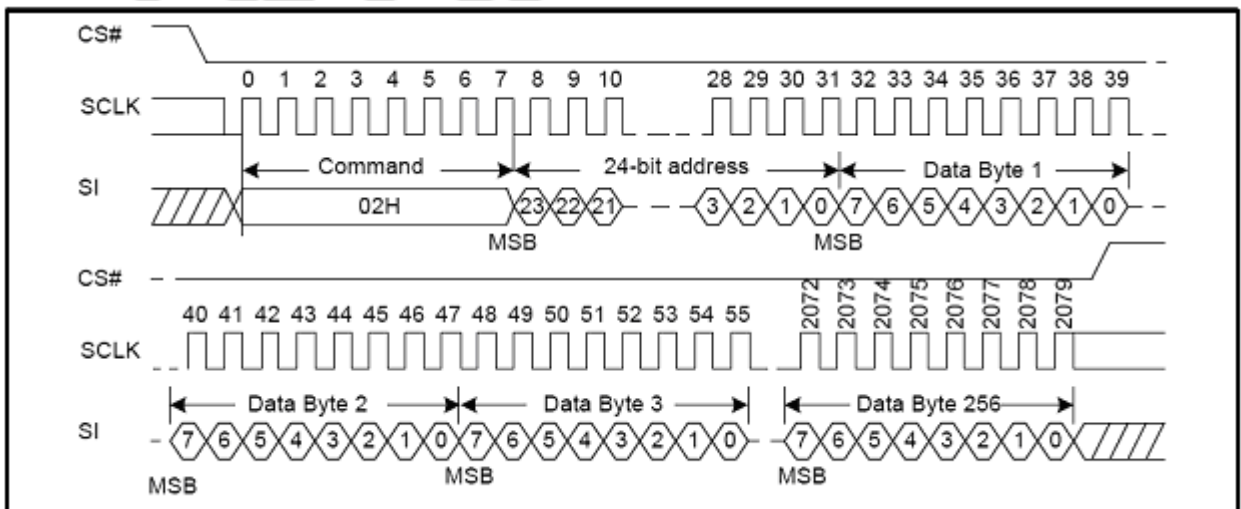 CS#
0 1 2 3 4 5 6 7 8 9 10 28 29 30 31 32 33 34 35 36 37 38 39
SCLK
Command 24-bit address Data Byte 1
SI
02H 23 22 21 3 2 1 0 7 6 5 4 3 2 1 0
MSB MSB
CS#
40 41 42 43 44 45 46 47 48 49 50 51 52 53 54 55 2072 2073 2074 2075 2076 2077 2078 2079
SCLK
Data Byte 2 Data Byte 3 Data Byte 256
SI
7 6 5 4 3 2 1 0 7 6 5 4 3 2 1 0 7 6 5 4 3 2 1 0
MSB MSB MSB